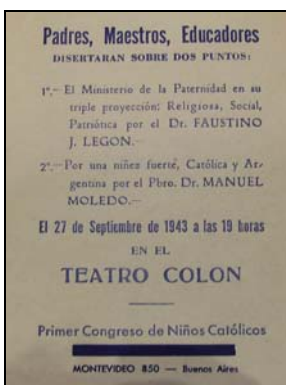 Padres, Maestros, Educadores
DISERTARAN SOBRE DOS PUNTOS:
1º,— El Ministerio de la Paternidad en su
triple proyección: Religiosa, Social,
Patriótica por el Dr. FAUSTINO
J. LEGON.—
2º,—Por una niñez fuerte, Católica y Ar-
gentina por el Pbro. Dr. MANUEL
MOLEDO.—
El 27 de Septiembre de 1943 a las 19 horas
EN EL
TEATRO COLON
Primer Congreso de Niños Católicos
MONTEVIDEO 850 — Buenos Aires